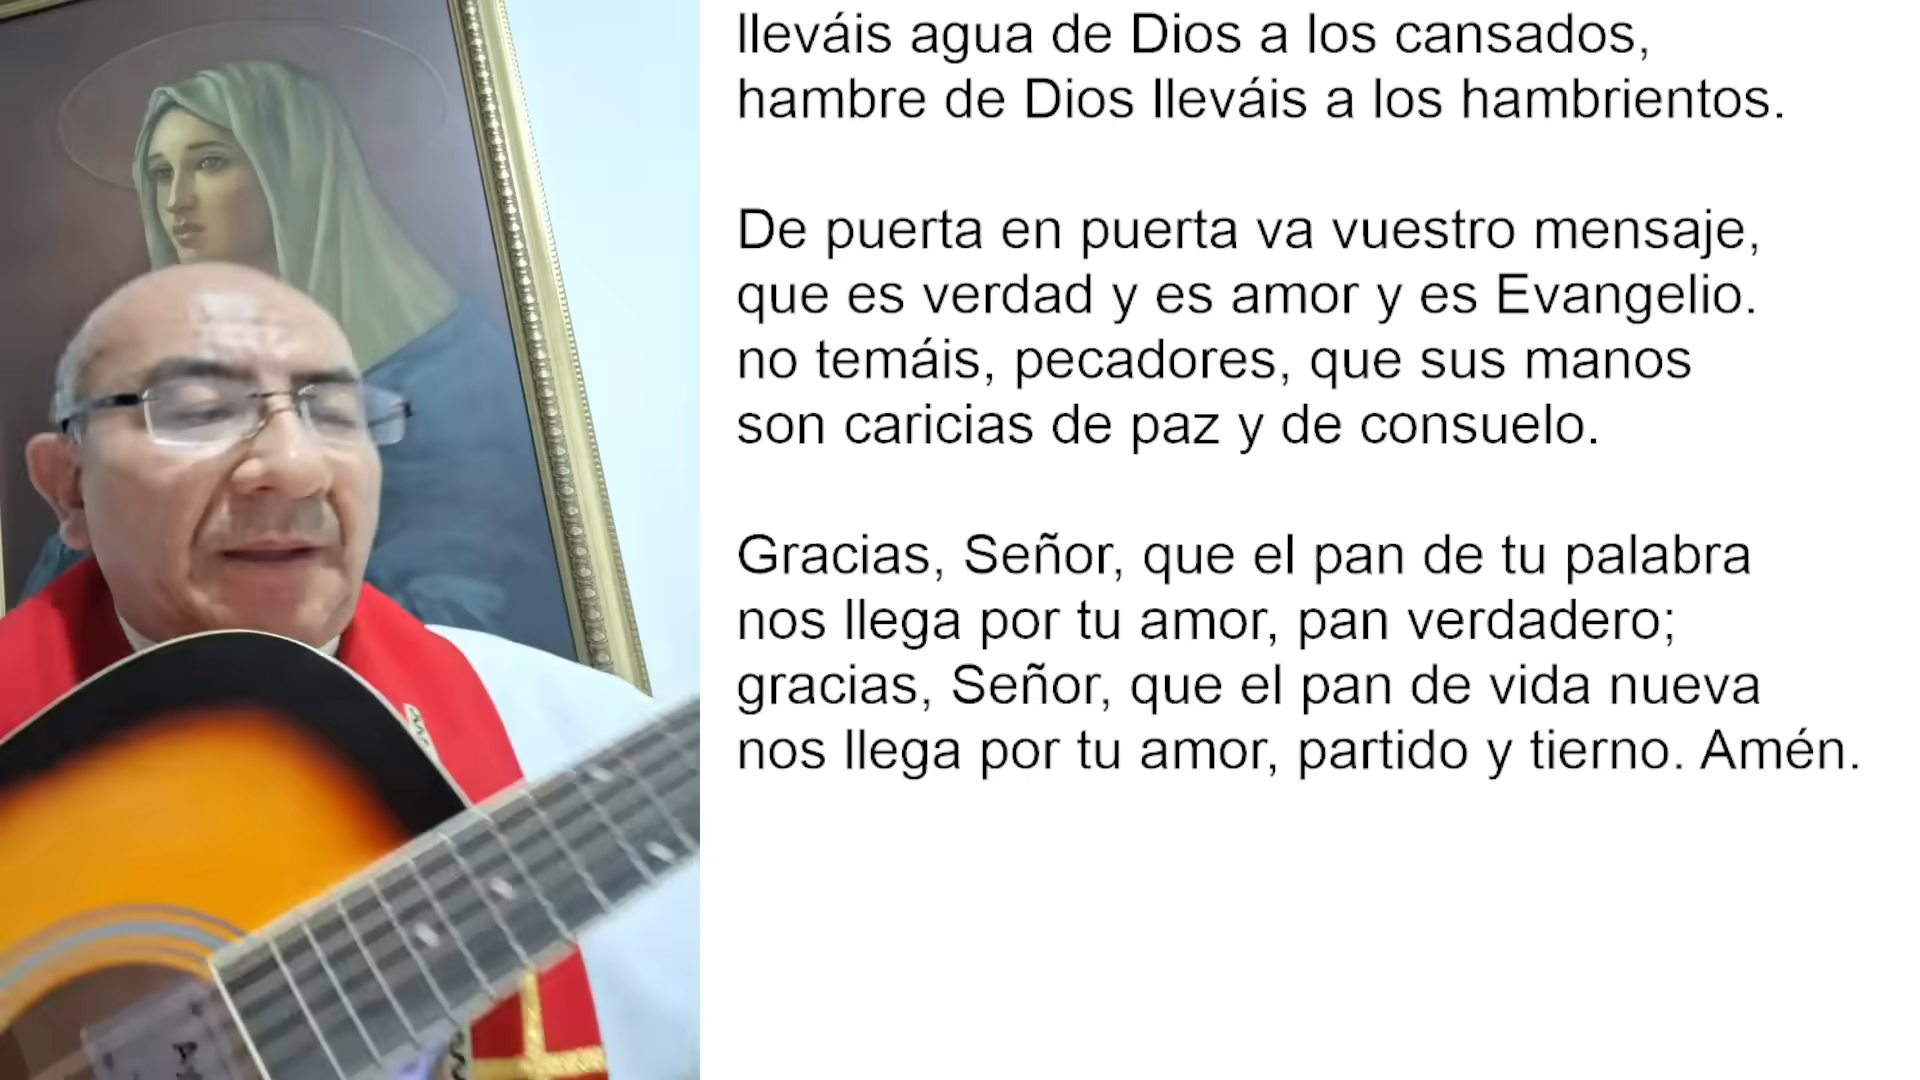 lleváis agua de Dios a los cansados,
hambre de Dios lleváis a los hambrientos.
De puerta en puerta va vuestro mensaje,
que es verdad y es amor y es Evangelio.
no temáis, pecadores, que sus manos
son caricias de paz y de consuelo.
Gracias, Señor, que el pan de tu palabra
nos llega por tu amor, pan verdadero;
gracias, Señor, que el pan de vida nueva
nos llega por tu amor, partido y tierno. Amén.